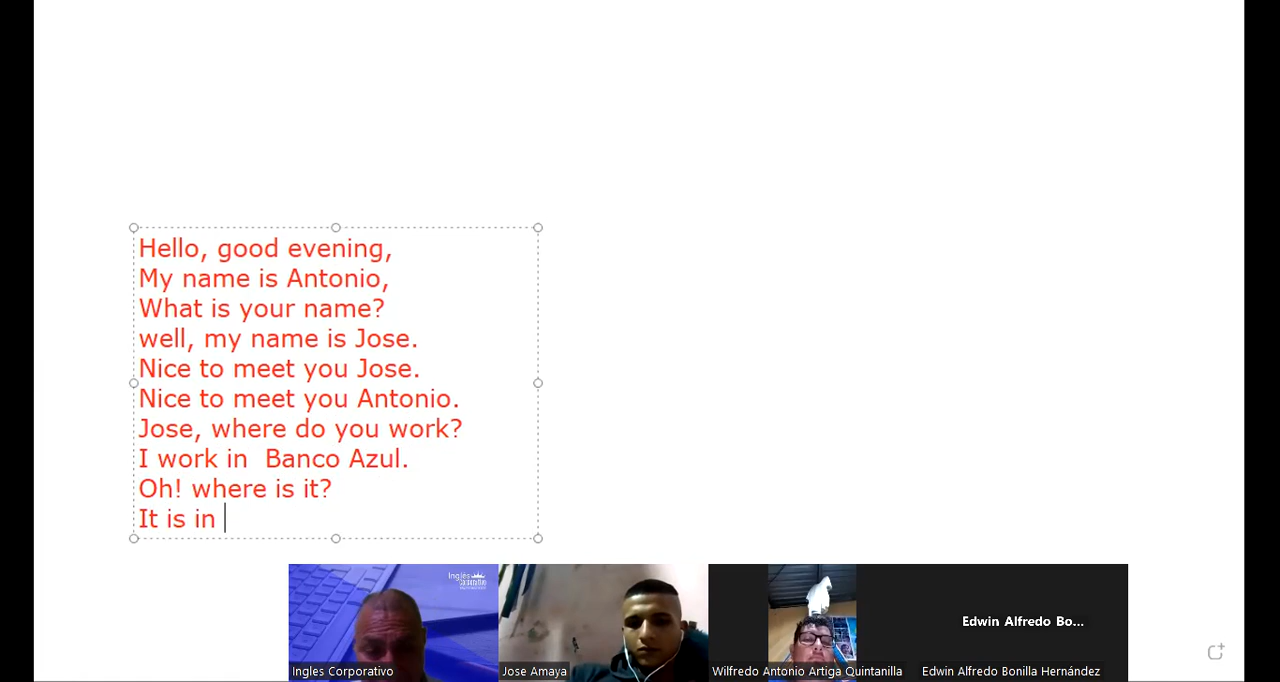 Hello, good evening,
My name is Antonio,
What is your name?
well, my name is Jose.
Nice to meet you Jose.
Nice to meet you Antonio.
Jose, where do you work?
I work in  Banco Azul.
Oh! where is it?
It is in
Ingles
Ingles Corporativo
Jose Amaya
Wilfredo Antonio Artiga Quintanilla
Edwin Alfredo Bo...
Edwin Alfredo Bonilla Hernández